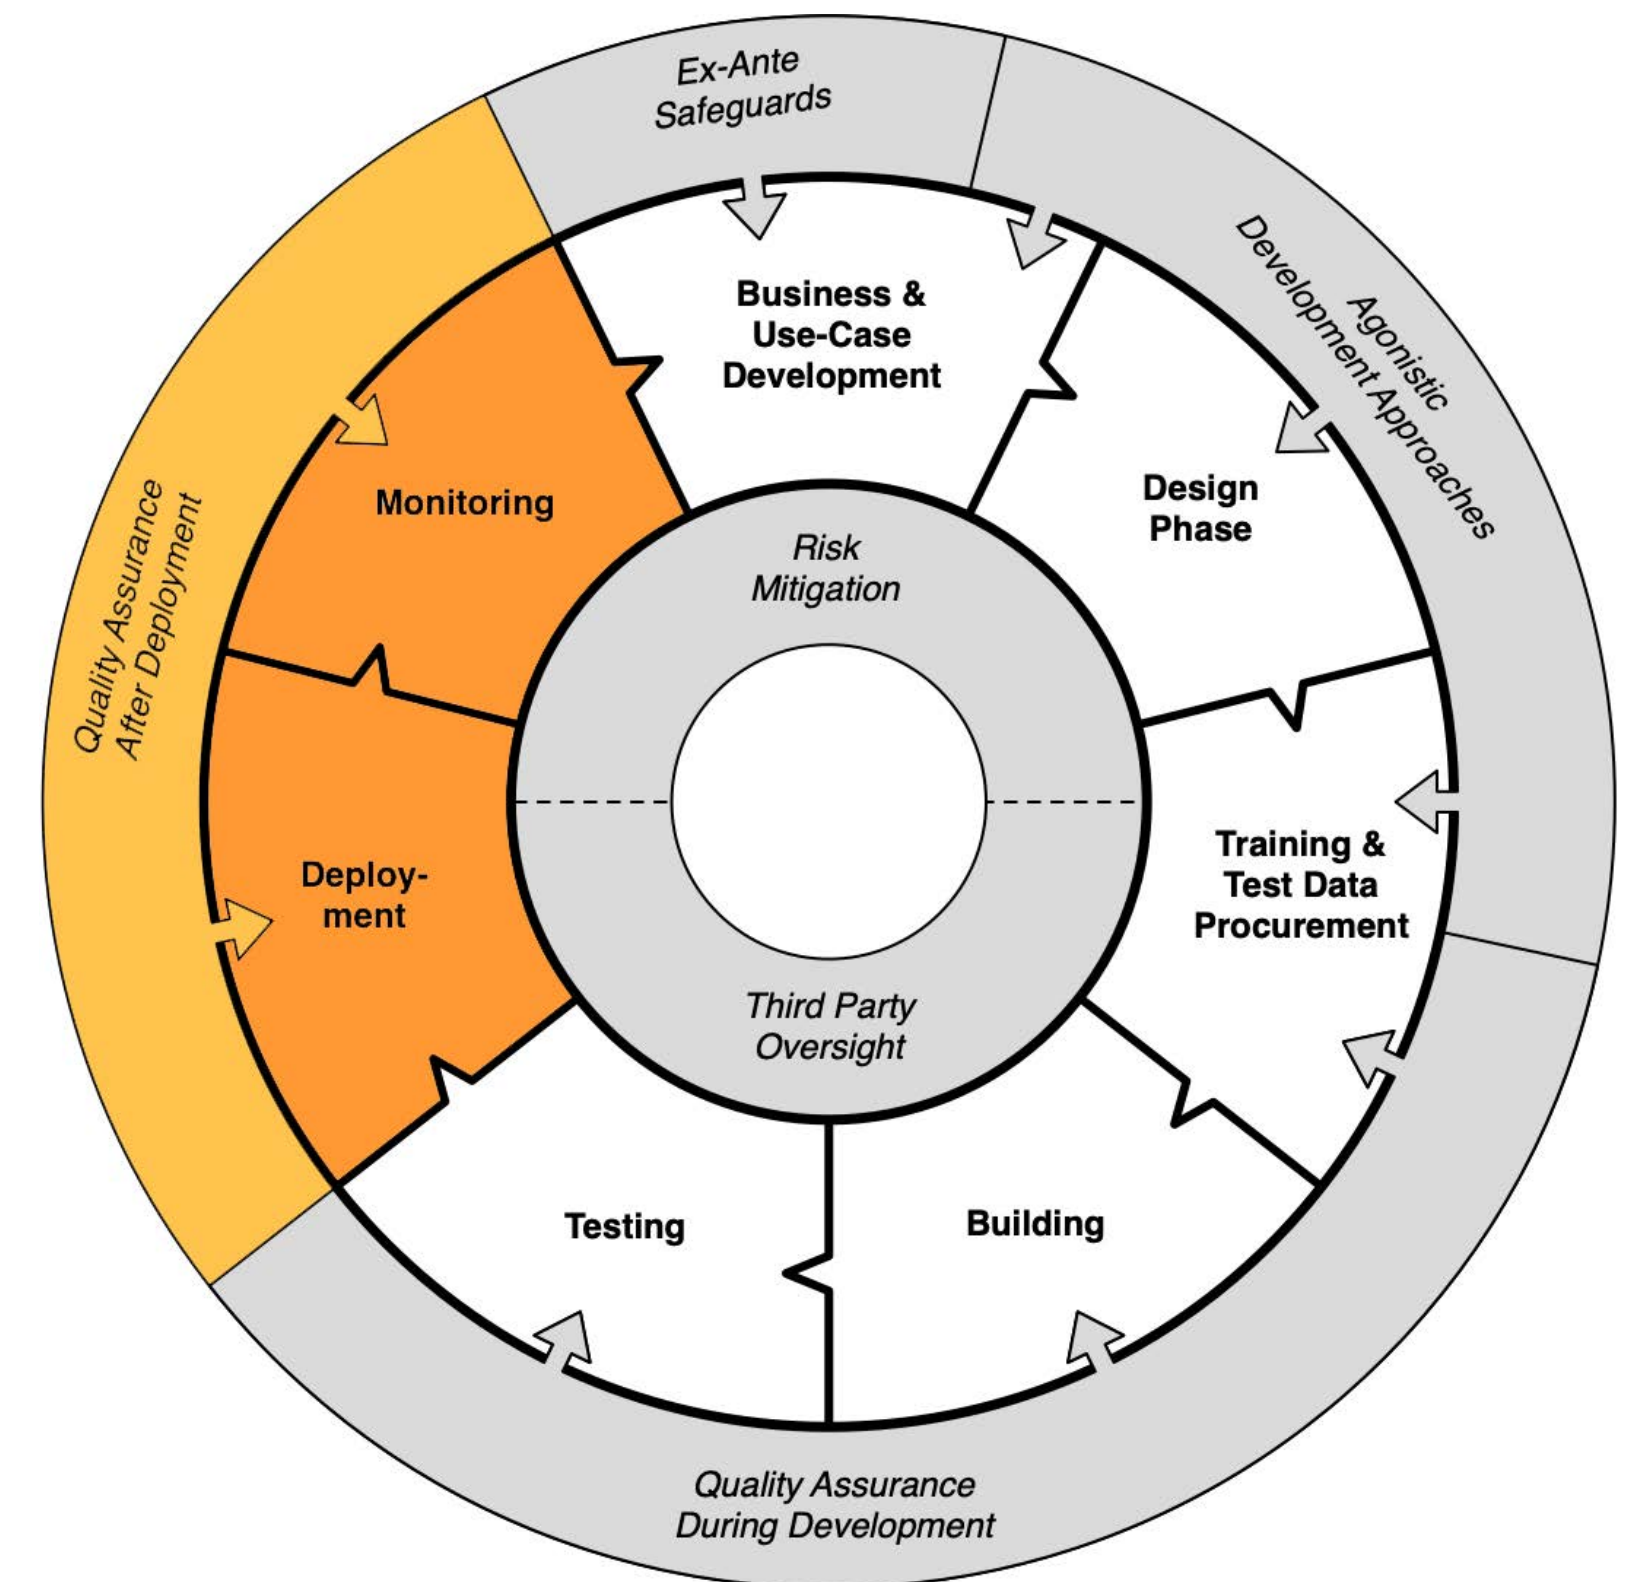 Ex-Ante
Safeguards
Agonistic
Development Approaches
Business &
Use-Case
Development
Design
Phase
Monitoring
Risk
Mitigation
Quality Assurance
After Deployment
Training &
Test Data
Procurement
Deploy-
ment
Third Party
Oversight
Testing
Building
Quality Assurance
During Development